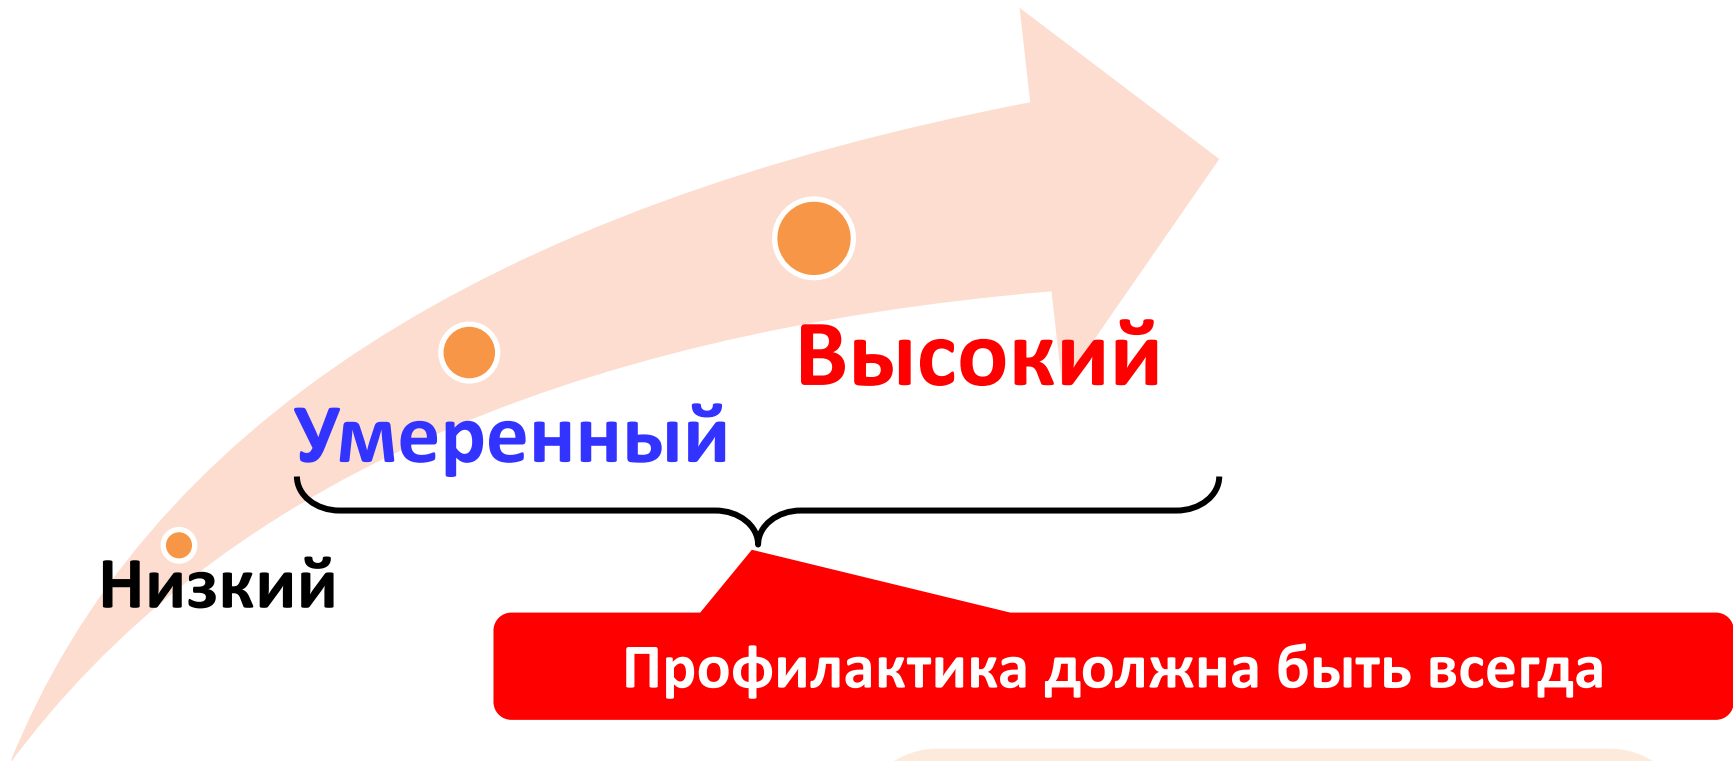 Высокий
Умеренный
Низкий
Профилактика должна быть всегда